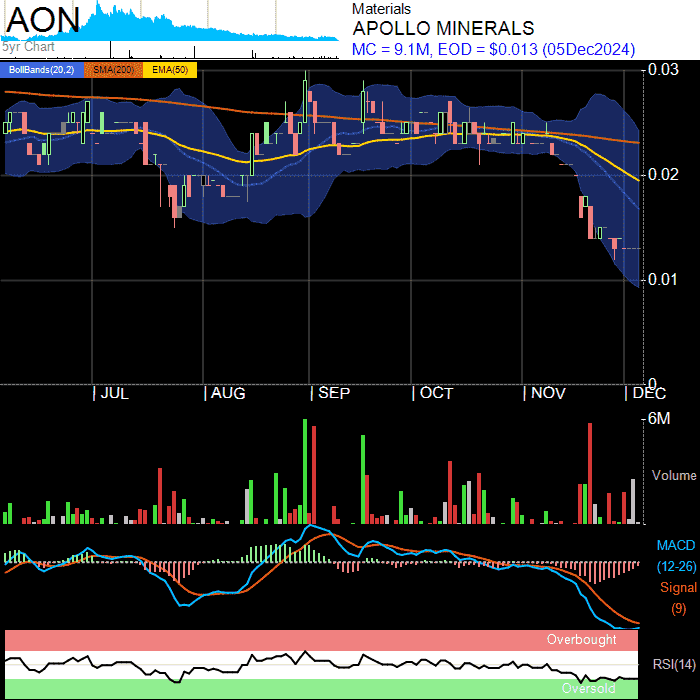 AON
5yr Chart
Materials
APOLLO MINERALS
MC = 9.1M, EOD = $0.013 (05Dec2024)
BollBands(20,2) SMA(200) EMA(50)
0.03
0.02
0.01
0
JUL AUG SEP OCT NOV DEC
6M
Volume
MACD
(12-26)
Signal
(9)
Overbought
RSI(14)
Oversold